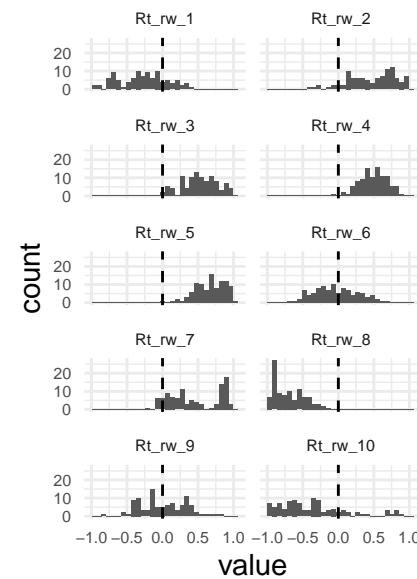 Rt_rw_1 Rt_rw_2
20
10
0
Rt_rw_3 Rt_rw_4
20
10
0
Rt_rw_5 Rt_rw_6
20
10
0
Rt_rw_7 Rt_rw_8
20
10
0
Rt_rw_9 Rt_rw_10
20
10
0
−1.0 −0.5 0.0 0.5 1.0 −1.0 −0.5 0.0 0.5 1.0
count
value